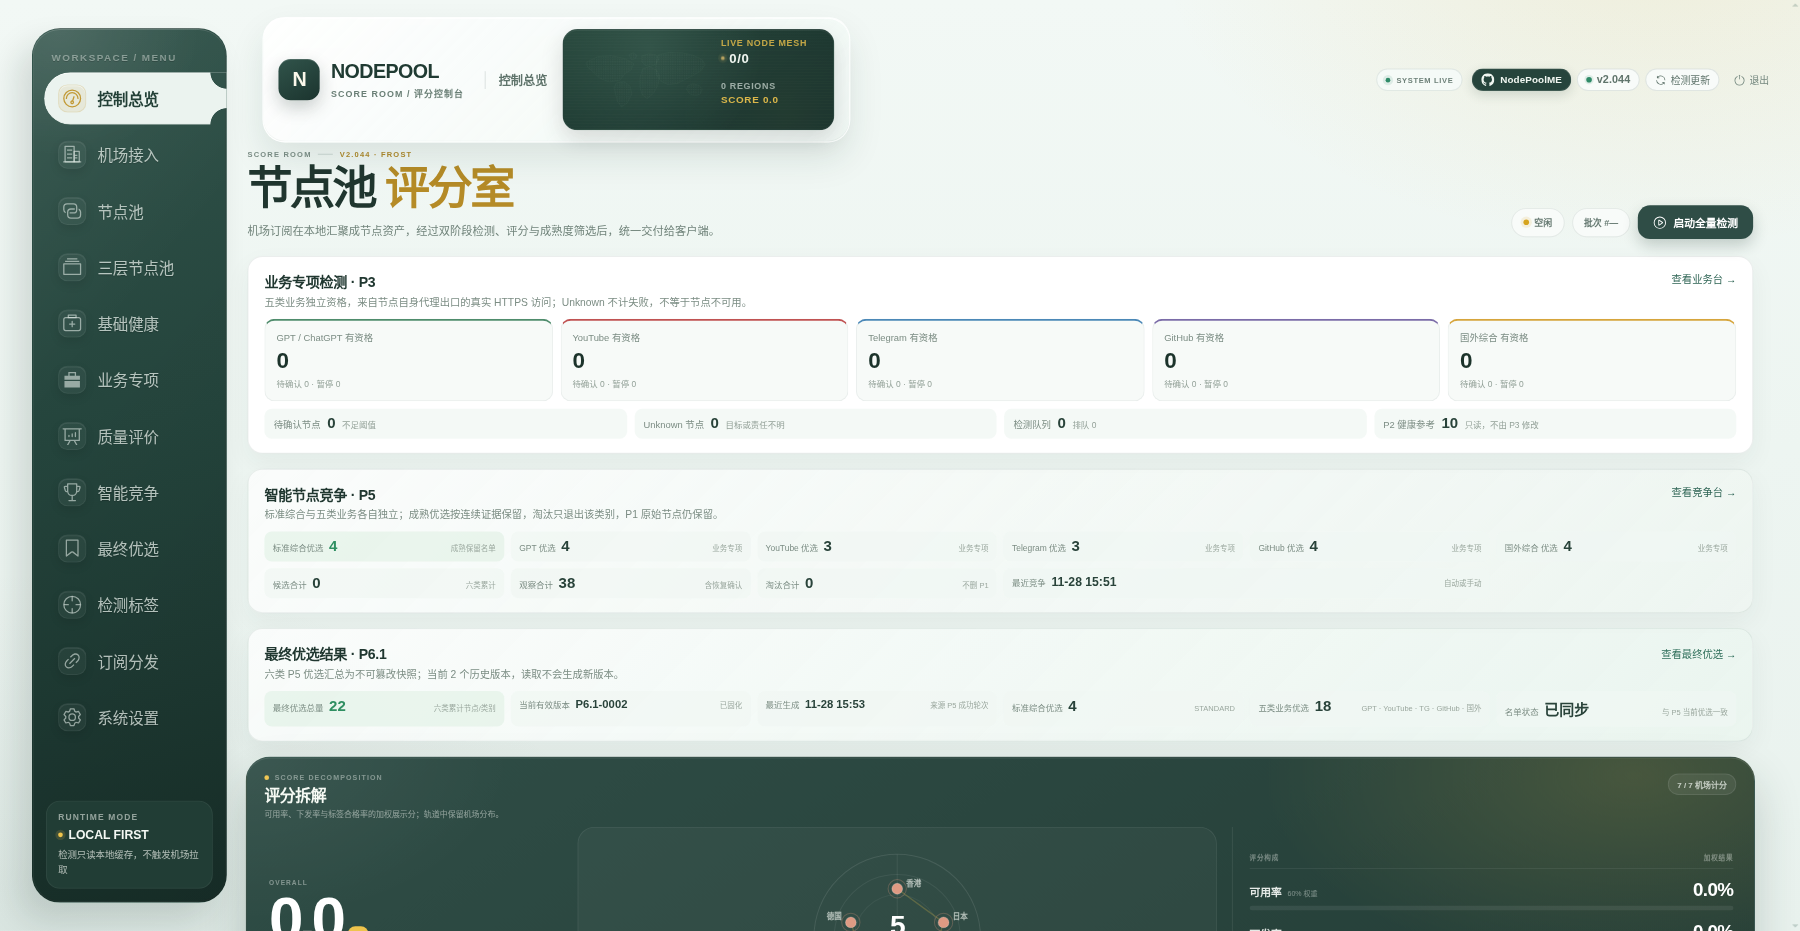 WORKSPACE / MENU
控制总览
机场接入
节点池
三层节点池
基础健康
业务专项
质量评价
智能竞争
最终优选
检测标签
订阅分发
系统设置
RUNTIME MODE
LOCAL FIRST
检测只读本地缓存，不触发机场拉
取
N
NODEPOOL
SCORE ROOM / 评分控制台
控制总览
LIVE NODE MESH
0/0
0 REGIONS
SCORE 0.0
SYSTEM LIVE
NodePoolME
v2.044
检测更新
退出
SCORE ROOM — V2.044 · FROST
节点池 评分室
机场订阅在本地汇聚成节点资产，经过双阶段检测、评分与成熟度筛选后，统一交付给客户端。
空闲
批次 #—
启动全量检测
业务专项检测 · P3
查看业务台 →
五类业务独立资格，来自节点自身代理出口的真实 HTTPS 访问；Unknown 不计失败，不等于节点不可用。
GPT / ChatGPT 有资格
0
待确认 0 · 暂停 0
YouTube 有资格
0
待确认 0 · 暂停 0
Telegram 有资格
0
待确认 0 · 暂停 0
GitHub 有资格
0
待确认 0 · 暂停 0
国外综合 有资格
0
待确认 0 · 暂停 0
待确认节点 0 不足阈值
Unknown 节点 0 目标或责任不明
检测队列 0 排队 0
P2 健康参考 10 只读，不由 P3 修改
智能节点竞争 · P5
查看竞争台 →
标准综合与五类业务各自独立；成熟优选按连续证据保留，淘汰只退出该类别，P1 原始节点仍保留。
标准综合优选 4 成熟保留名单
GPT 优选 4 业务专项
YouTube 优选 3 业务专项
Telegram 优选 3 业务专项
GitHub 优选 4 业务专项
国外综合 优选 4 业务专项
候选合计 0 六类累计
观察合计 38 含恢复确认
淘汰合计 0 不删 P1
最近竞争 11-28 15:51 自动或手动
最终优选结果 · P6.1
查看最终优选 →
六类 P5 优选汇总为不可篡改快照；当前 2 个历史版本，读取不会生成新版本。
最终优选总量 22 六类累计节点/类别
当前有效版本 P6.1-0002 已固化
最近生成 11-28 15:53 来源 P5 成功轮次
标准综合优选 4 STANDARD
五类业务优选 18 GPT · YouTube · TG · GitHub · 国外
名单状态 已同步 与 P5 当前优选一致
SCORE DECOMPOSITION
评分拆解
可用率、下发率与标签合格率的加权展示分；轨道中保留机场分布。
7 / 7 机场计分
OVERALL
香港
德国
日本
5
评分构成
加权结果
可用率 60% 权重
0.0%